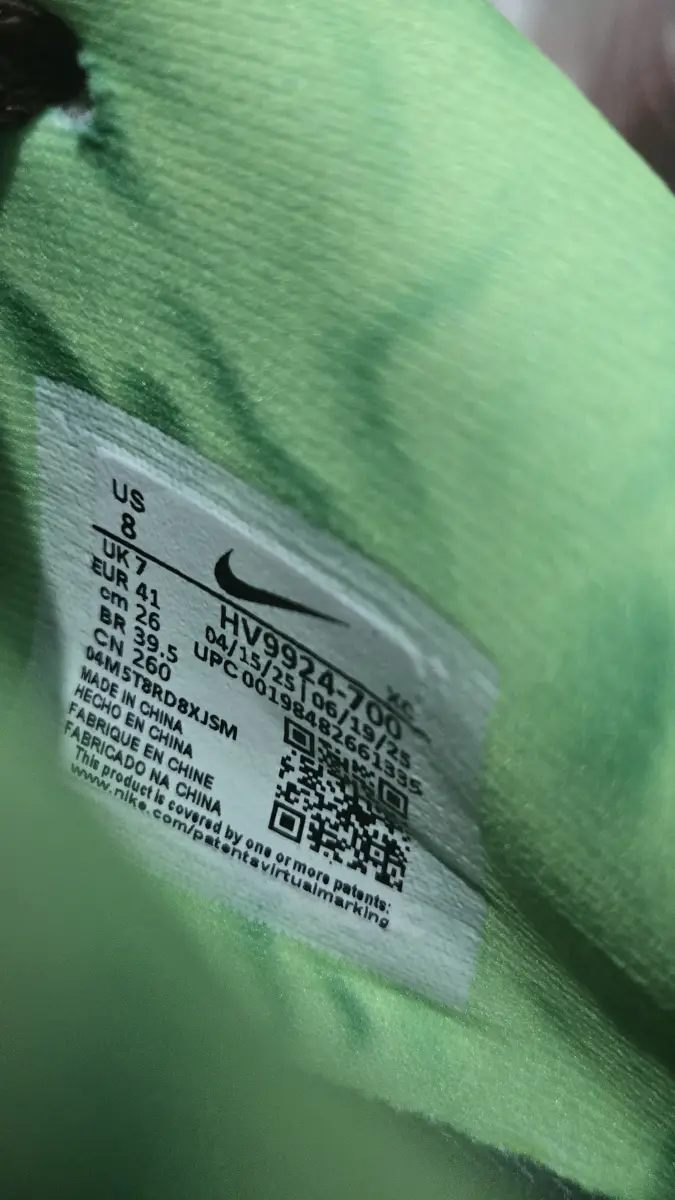 US
8
UK 7
EUR 41
cm 26
BR 39.5
CN 260
04M5T8RD8XJSM
MADE IN CHINA
HECHO EN CHINA
FABRIQUE EN CHINE
FABRICADO NA CHINA
This product is covered by one or more patents:
www.nike.com/patentsvirtualmarking
XC
HV9924-700
04/15/25 | 06/19/25
UPC 00198482661335